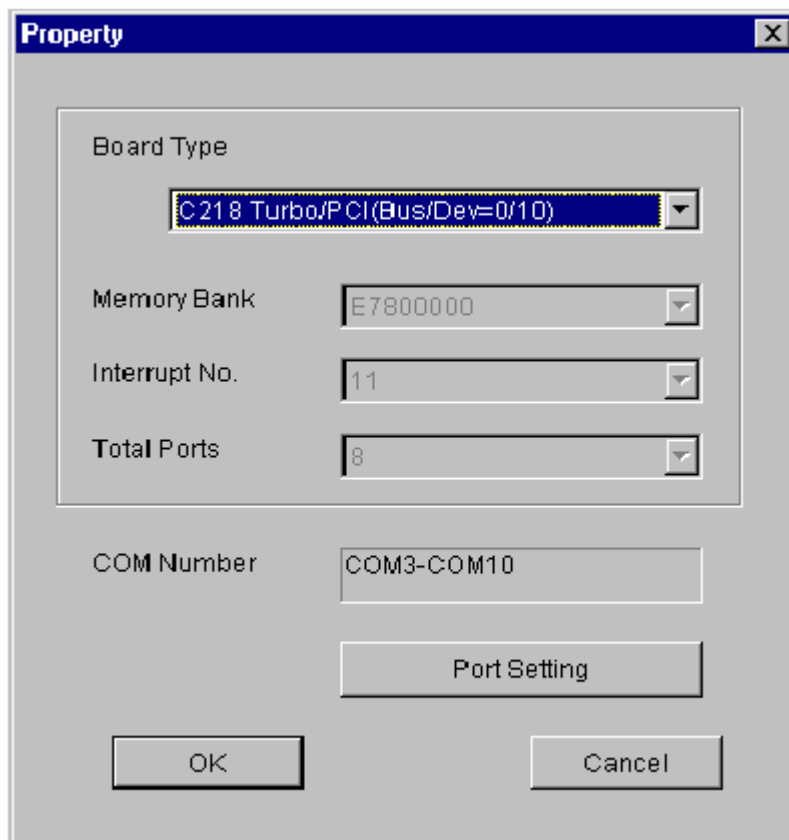 Property
Board Type
C218 Turbo/PCI(Bus/Dev=0/10)
Memory Bank E7800000
Interrupt No. 11
Total Ports 8
COM Number COM3-COM10
Port Setting
OK Cancel